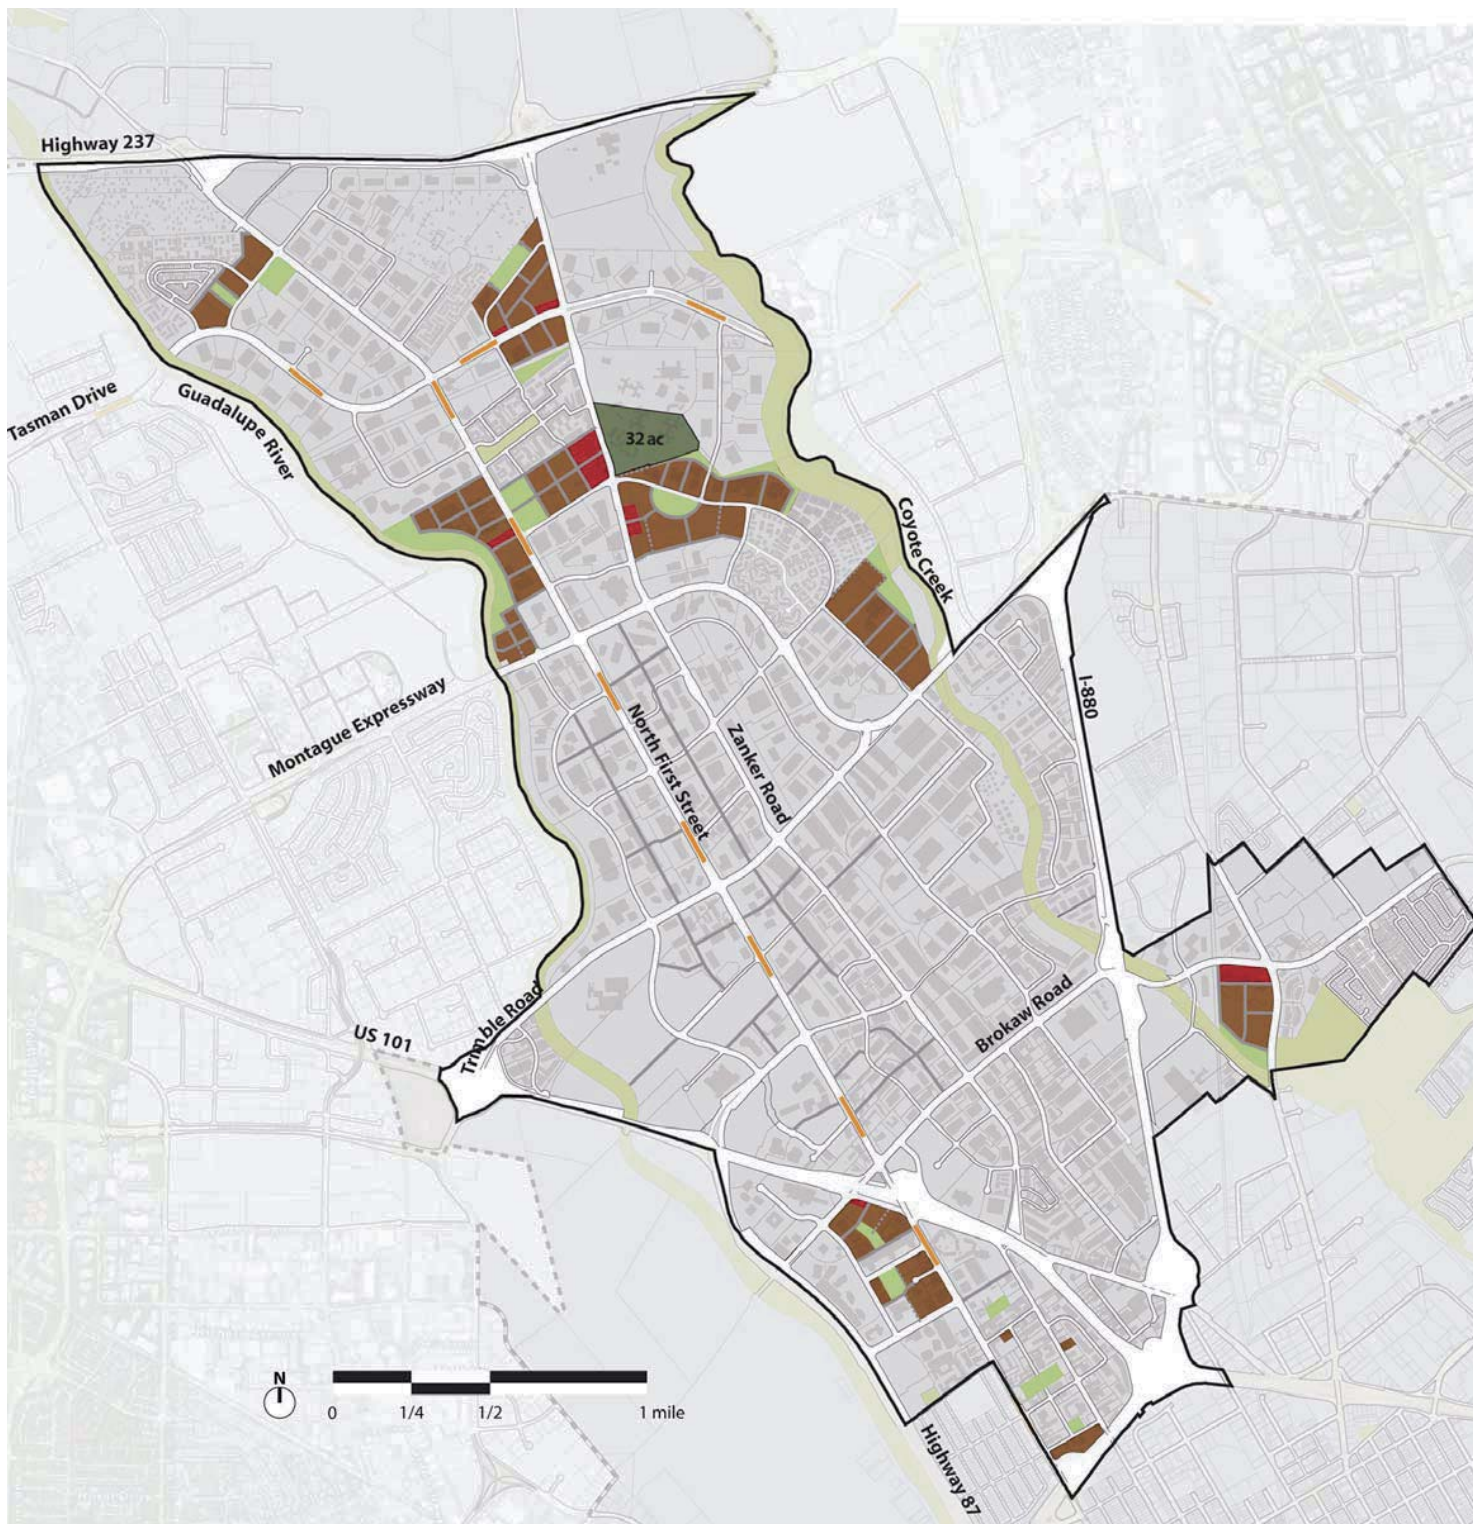 Highway 237
Tasman Drive
Guadalupe River
32 ac
Coyote Creek
I-880
Montague Expressway
North First Street
Zanker Road
Trimble Road
US 101
Brokaw Road
N
0 1/4 1/2 1 mile
Highway 87